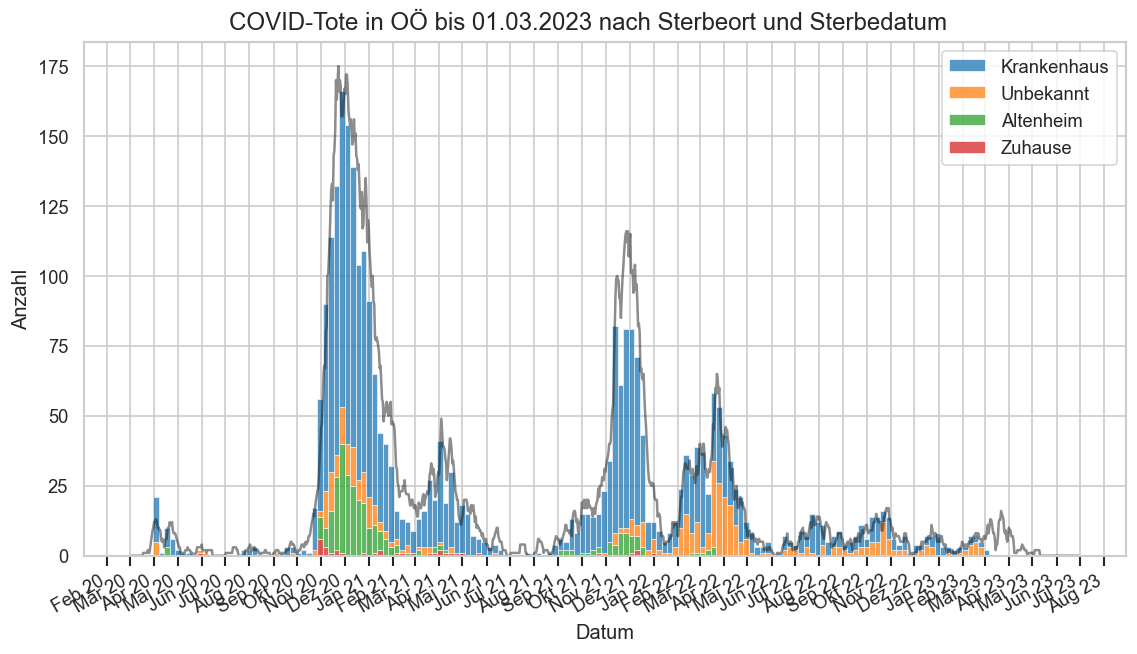 COVID-Tote in OÖ bis 01.03.2023 nach Sterbeort und Sterbedatum
Krankenhaus
Unbekannt
Altenheim
Zuhause
Anzahl
175
150
125
100
75
50
25
0
Feb 20
Mär 20
Apr 20
Mai 20
Jun 20
Jul 20
Aug 20
Sep 20
Okt 20
Nov 20
Dez 20
Jan 21
Feb 21
Mär 21
Apr 21
Mai 21
Jun 21
Jul 21
Aug 21
Sep 21
Okt 21
Nov 21
Dez 21
Jan 22
Feb 22
Mär 22
Apr 22
Mai 22
Jun 22
Jul 22
Aug 22
Sep 22
Okt 22
Nov 22
Dez 22
Jan 23
Feb 23
Mär 23
Apr 23
Mai 23
Jun 23
Jul 23
Aug 23
Datum